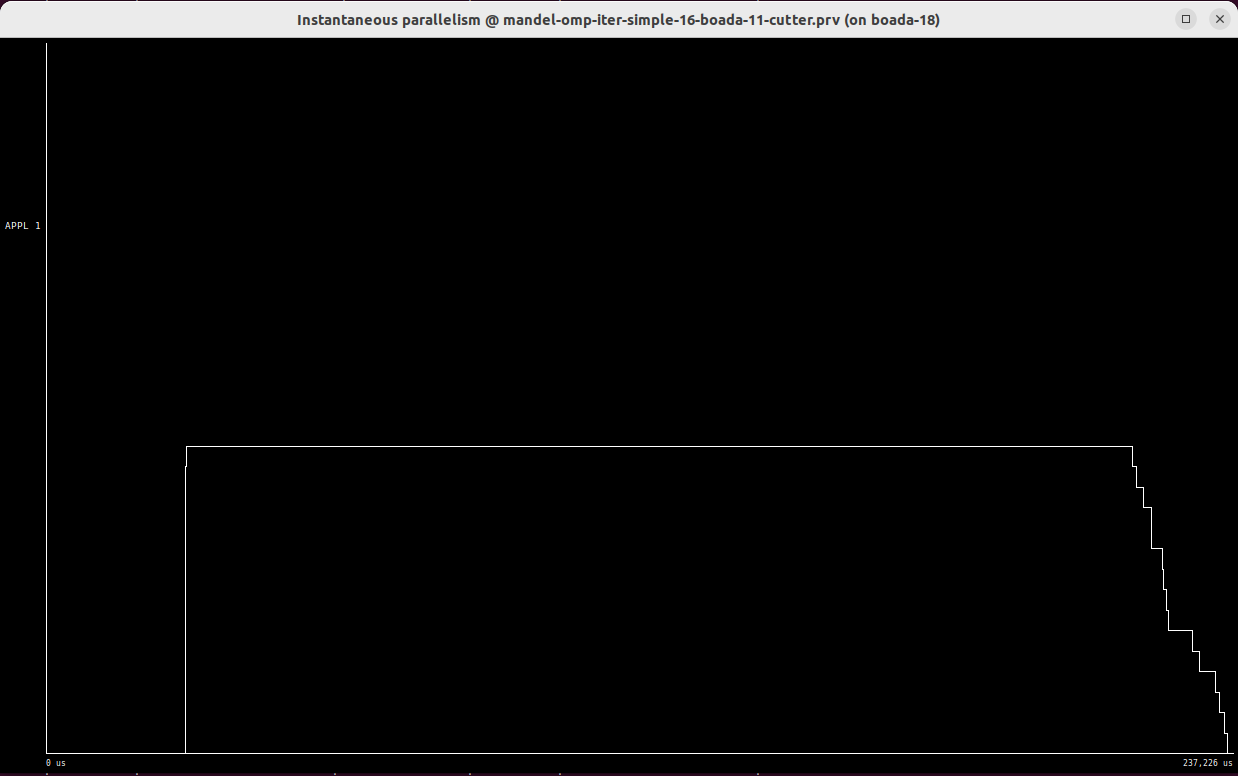 Instantaneous parallelism @ mandel-omp-iter-simple-16-boada-11-cutter.prv (on boada-18)
APPL 1
0 us
237,226 us